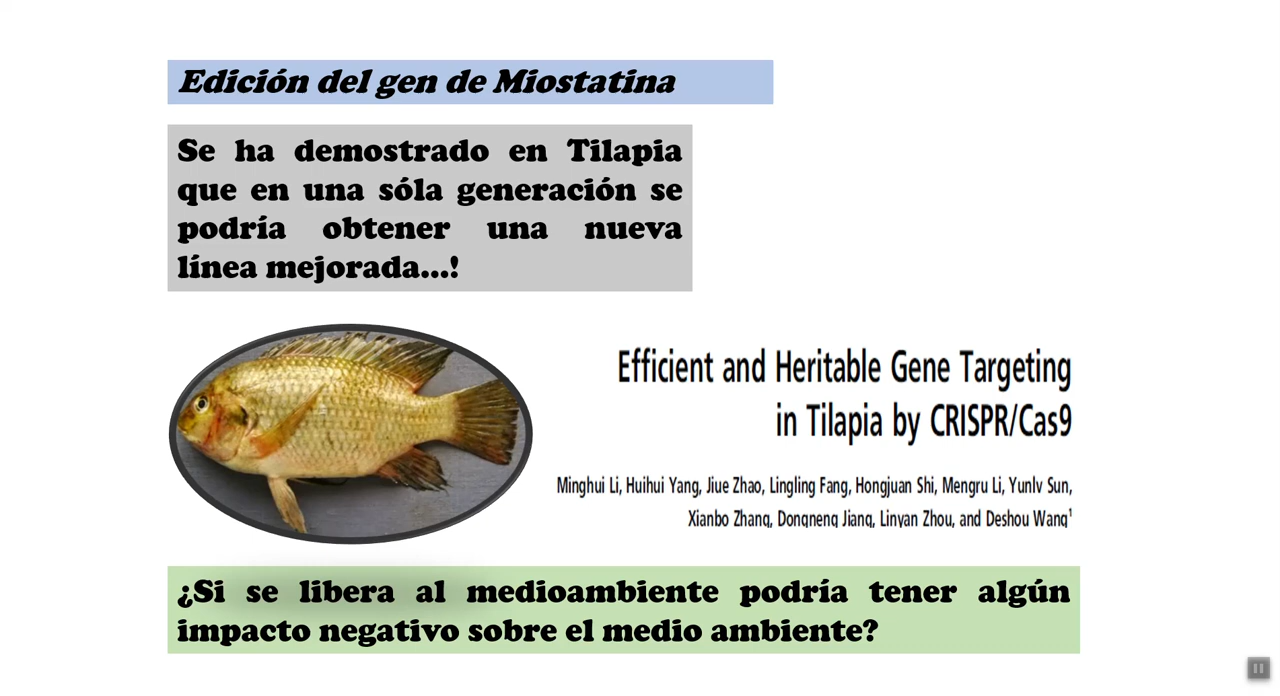 Edición del gen de Miostatina
Se ha demostrado en Tilapia
que en una sóla generación se
podría obtener una nueva
línea mejorada...!
Efficient and Heritable Gene Targeting
in Tilapia by CRISPR/Cas9
Minghui Li, Huihui Yang, Jiue Zhao, Lingling Fang, Hongjuan Shi, Mengru Li, Yunlv Sun,
Xianbo Zhang, Dongneng Jiang, Linyan Zhou, and Deshou Wang¹
¿Si se libera al medioambiente podría tener algún
impacto negativo sobre el medio ambiente?